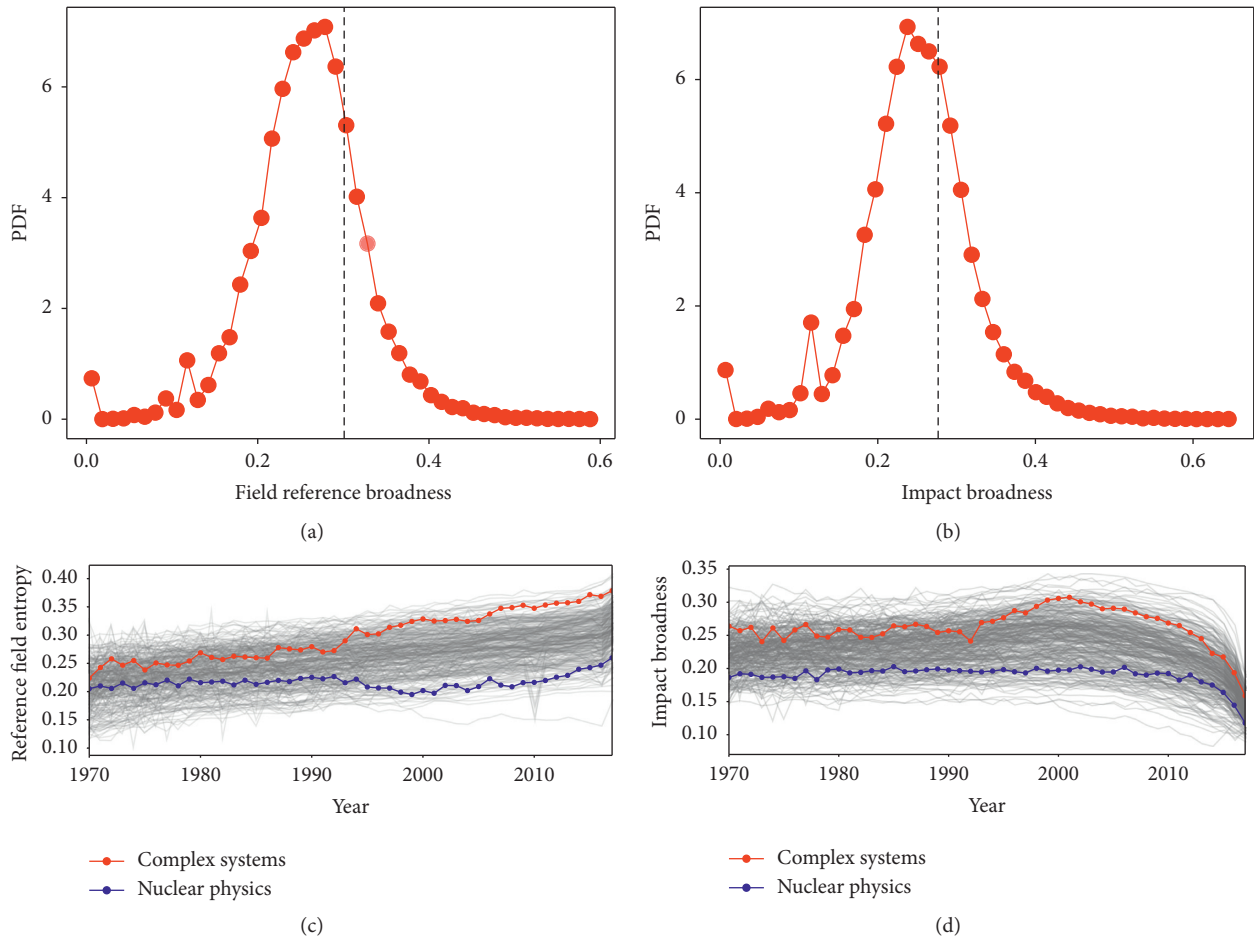 6
4
2
0
PDF
0.0 0.2 0.4 0.6
Field reference broadness
(a)
6
4
2
0
PDF
0.0 0.2 0.4 0.6
Impact broadness
(b)
0.40
0.35
0.30
0.25
0.20
0.15
0.10
Reference field entropy
1970 1980 1990 2000 2010
Year
Complex systems
Nuclear physics
(c)
0.35
0.30
0.25
0.20
0.15
0.10
Impact broadness
1970 1980 1990 2000 2010
Year
Complex systems
Nuclear physics
(d)